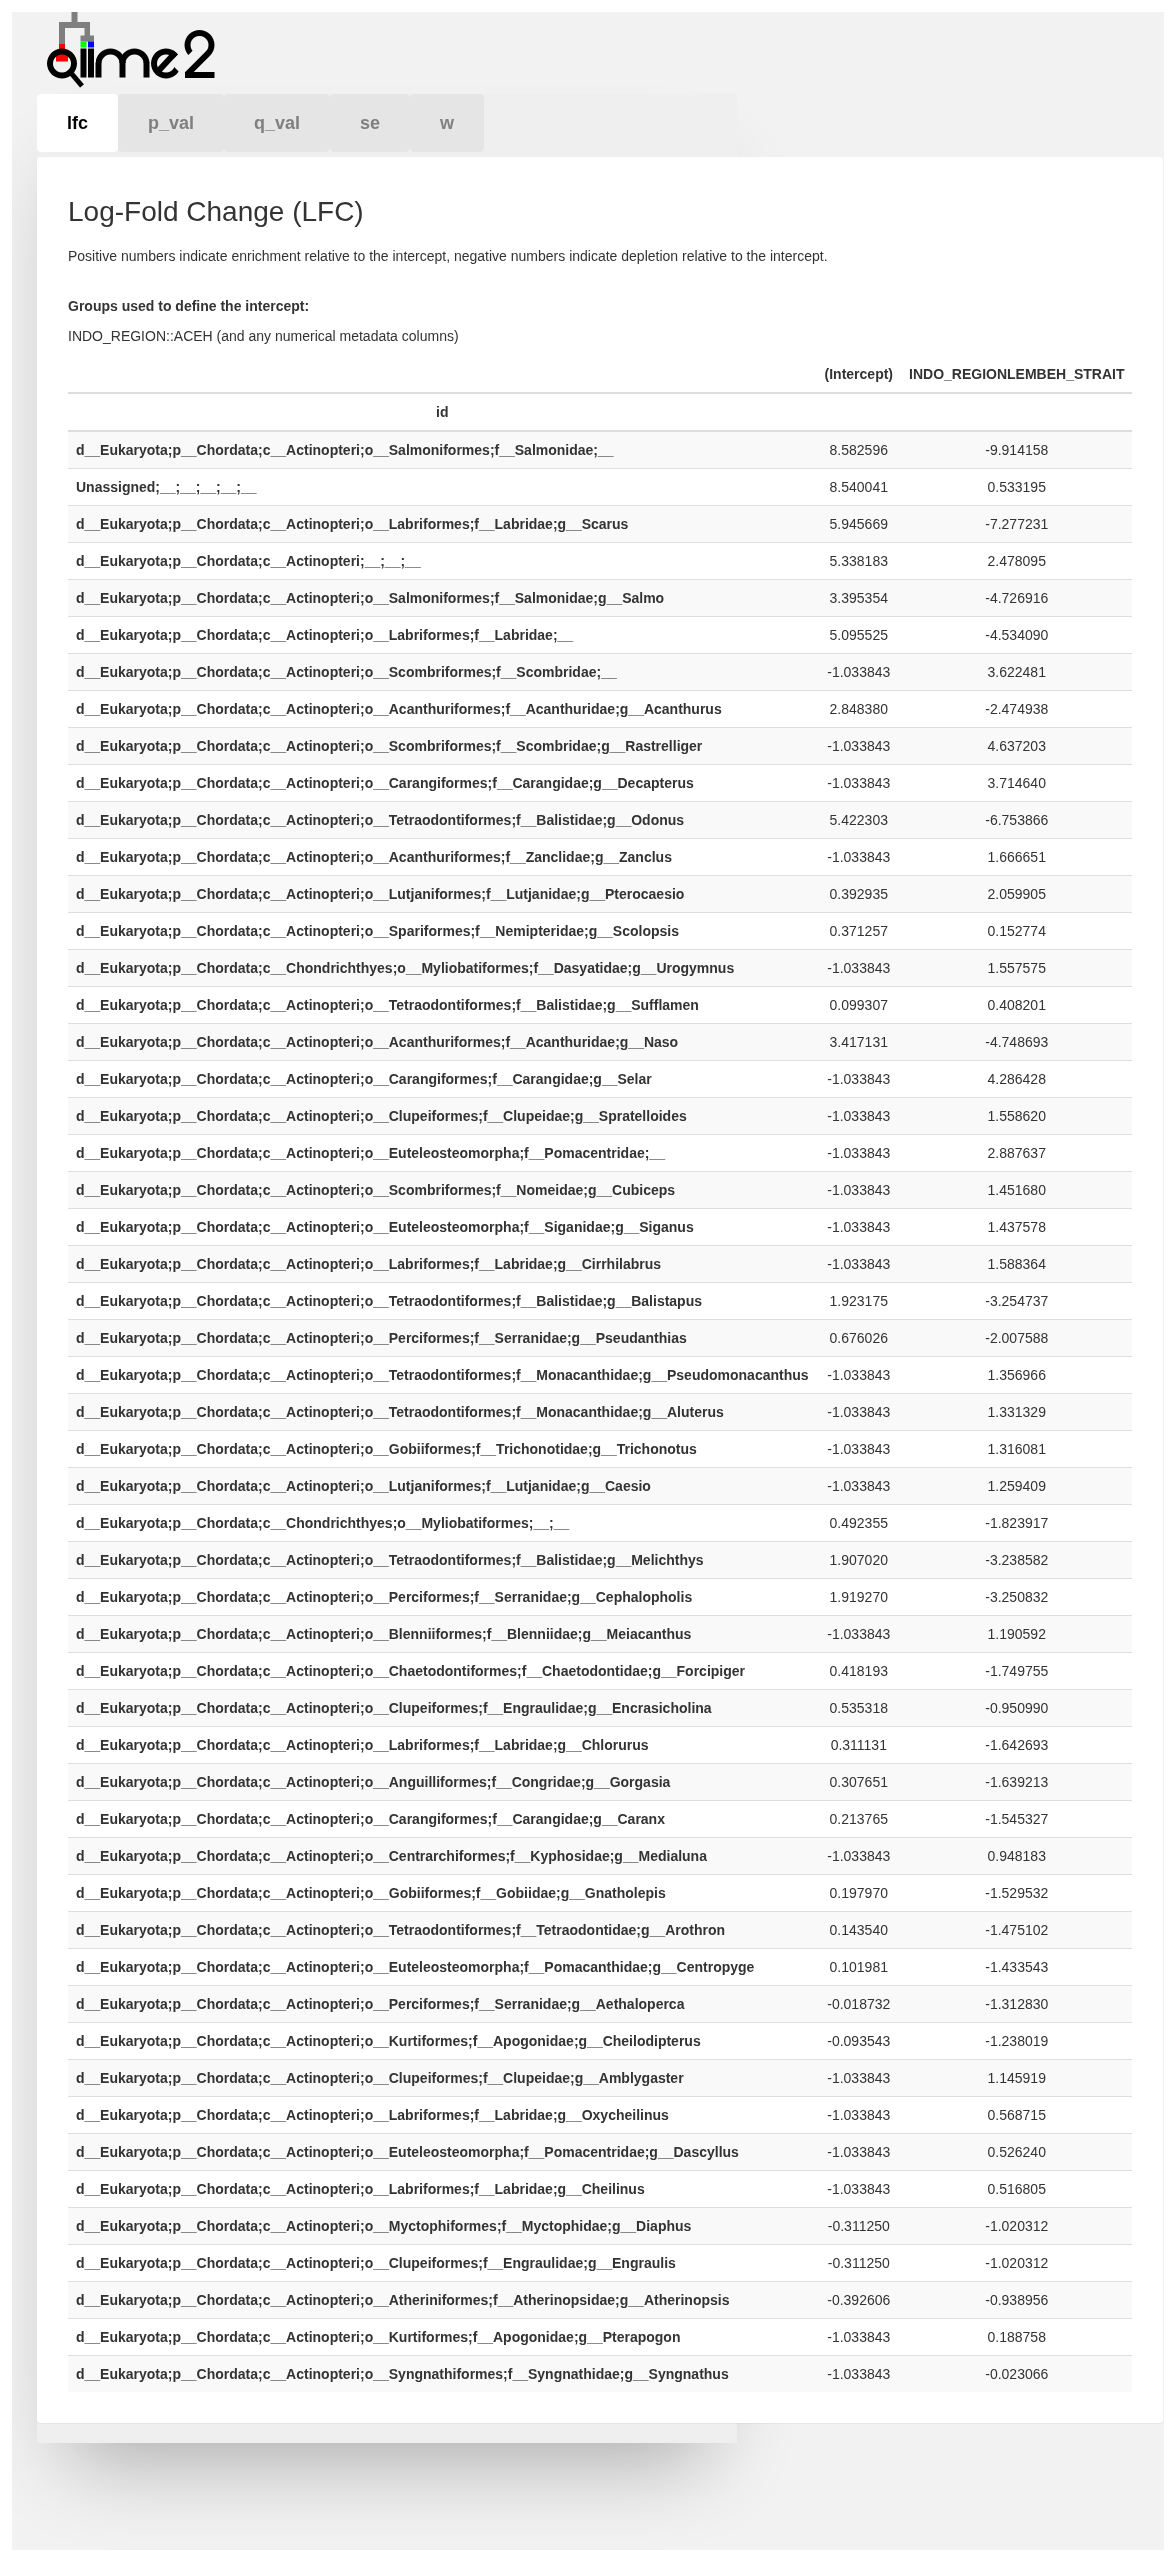 qiime2
lfc p_val q_val se w
Log-Fold Change (LFC)
Positive numbers indicate enrichment relative to the intercept, negative numbers indicate depletion relative to the intercept.
Groups used to define the intercept:
INDO_REGION::ACEH (and any numerical metadata columns)
(Intercept) INDO_REGIONLEMBEH_STRAIT
id
d__Eukaryota;p__Chordata;c__Actinopteri;o__Salmoniformes;f__Salmonidae;__ 8.582596 -9.914158
Unassigned;__;__;__;__;__ 8.540041 0.533195
d__Eukaryota;p__Chordata;c__Actinopteri;o__Labriformes;f__Labridae;g__Scarus 5.945669 -7.277231
d__Eukaryota;p__Chordata;c__Actinopteri;__;__;__ 5.338183 2.478095
d__Eukaryota;p__Chordata;c__Actinopteri;o__Salmoniformes;f__Salmonidae;g__Salmo 3.395354 -4.726916
d__Eukaryota;p__Chordata;c__Actinopteri;o__Labriformes;f__Labridae;__ 5.095525 -4.534090
d__Eukaryota;p__Chordata;c__Actinopteri;o__Scombriformes;f__Scombridae;__ -1.033843 3.622481
d__Eukaryota;p__Chordata;c__Actinopteri;o__Acanthuriformes;f__Acanthuridae;g__Acanthurus 2.848380 -2.474938
d__Eukaryota;p__Chordata;c__Actinopteri;o__Scombriformes;f__Scombridae;g__Rastrelliger -1.033843 4.637203
d__Eukaryota;p__Chordata;c__Actinopteri;o__Carangiformes;f__Carangidae;g__Decapterus -1.033843 3.714640
d__Eukaryota;p__Chordata;c__Actinopteri;o__Tetraodontiformes;f__Balistidae;g__Odonus 5.422303 -6.753866
d__Eukaryota;p__Chordata;c__Actinopteri;o__Acanthuriformes;f__Zanclidae;g__Zanclus -1.033843 1.666651
d__Eukaryota;p__Chordata;c__Actinopteri;o__Lutjaniformes;f__Lutjanidae;g__Pterocaesio 0.392935 2.059905
d__Eukaryota;p__Chordata;c__Actinopteri;o__Spariformes;f__Nemipteridae;g__Scolopsis 0.371257 0.152774
d__Eukaryota;p__Chordata;c__Chondrichthyes;o__Myliobatiformes;f__Dasyatidae;g__Urogymnus -1.033843 1.557575
d__Eukaryota;p__Chordata;c__Actinopteri;o__Tetraodontiformes;f__Balistidae;g__Sufflamen 0.099307 0.408201
d__Eukaryota;p__Chordata;c__Actinopteri;o__Acanthuriformes;f__Acanthuridae;g__Naso 3.417131 -4.748693
d__Eukaryota;p__Chordata;c__Actinopteri;o__Carangiformes;f__Carangidae;g__Selar -1.033843 4.286428
d__Eukaryota;p__Chordata;c__Actinopteri;o__Clupeiformes;f__Clupeidae;g__Spratelloides -1.033843 1.558620
d__Eukaryota;p__Chordata;c__Actinopteri;o__Euteleosteomorpha;f__Pomacentridae;__ -1.033843 2.887637
d__Eukaryota;p__Chordata;c__Actinopteri;o__Scombriformes;f__Nomeidae;g__Cubiceps -1.033843 1.451680
d__Eukaryota;p__Chordata;c__Actinopteri;o__Euteleosteomorpha;f__Siganidae;g__Siganus -1.033843 1.437578
d__Eukaryota;p__Chordata;c__Actinopteri;o__Labriformes;f__Labridae;g__Cirrhilabrus -1.033843 1.588364
d__Eukaryota;p__Chordata;c__Actinopteri;o__Tetraodontiformes;f__Balistidae;g__Balistapus 1.923175 -3.254737
d__Eukaryota;p__Chordata;c__Actinopteri;o__Perciformes;f__Serranidae;g__Pseudanthias 0.676026 -2.007588
d__Eukaryota;p__Chordata;c__Actinopteri;o__Tetraodontiformes;f__Monacanthidae;g__Pseudomonacanthus -1.033843 1.356966
d__Eukaryota;p__Chordata;c__Actinopteri;o__Tetraodontiformes;f__Monacanthidae;g__Aluterus -1.033843 1.331329
d__Eukaryota;p__Chordata;c__Actinopteri;o__Gobiiformes;f__Trichonotidae;g__Trichonotus -1.033843 1.316081
d__Eukaryota;p__Chordata;c__Actinopteri;o__Lutjaniformes;f__Lutjanidae;g__Caesio -1.033843 1.259409
d__Eukaryota;p__Chordata;c__Chondrichthyes;o__Myliobatiformes;__;__ 0.492355 -1.823917
d__Eukaryota;p__Chordata;c__Actinopteri;o__Tetraodontiformes;f__Balistidae;g__Melichthys 1.907020 -3.238582
d__Eukaryota;p__Chordata;c__Actinopteri;o__Perciformes;f__Serranidae;g__Cephalopholis 1.919270 -3.250832
d__Eukaryota;p__Chordata;c__Actinopteri;o__Blenniiformes;f__Blenniidae;g__Meiacanthus -1.033843 1.190592
d__Eukaryota;p__Chordata;c__Actinopteri;o__Chaetodontiformes;f__Chaetodontidae;g__Forcipiger 0.418193 -1.749755
d__Eukaryota;p__Chordata;c__Actinopteri;o__Clupeiformes;f__Engraulidae;g__Encrasicholina 0.535318 -0.950990
d__Eukaryota;p__Chordata;c__Actinopteri;o__Labriformes;f__Labridae;g__Chlorurus 0.311131 -1.642693
d__Eukaryota;p__Chordata;c__Actinopteri;o__Anguilliformes;f__Congridae;g__Gorgasia 0.307651 -1.639213
d__Eukaryota;p__Chordata;c__Actinopteri;o__Carangiformes;f__Carangidae;g__Caranx 0.213765 -1.545327
d__Eukaryota;p__Chordata;c__Actinopteri;o__Centrarchiformes;f__Kyphosidae;g__Medialuna -1.033843 0.948183
d__Eukaryota;p__Chordata;c__Actinopteri;o__Gobiiformes;f__Gobiidae;g__Gnatholepis 0.197970 -1.529532
d__Eukaryota;p__Chordata;c__Actinopteri;o__Tetraodontiformes;f__Tetraodontidae;g__Arothron 0.143540 -1.475102
d__Eukaryota;p__Chordata;c__Actinopteri;o__Euteleosteomorpha;f__Pomacanthidae;g__Centropyge 0.101981 -1.433543
d__Eukaryota;p__Chordata;c__Actinopteri;o__Perciformes;f__Serranidae;g__Aethaloperca -0.018732 -1.312830
d__Eukaryota;p__Chordata;c__Actinopteri;o__Kurtiformes;f__Apogonidae;g__Cheilodipterus -0.093543 -1.238019
d__Eukaryota;p__Chordata;c__Actinopteri;o__Clupeiformes;f__Clupeidae;g__Amblygaster -1.033843 1.145919
d__Eukaryota;p__Chordata;c__Actinopteri;o__Labriformes;f__Labridae;g__Oxycheilinus -1.033843 0.568715
d__Eukaryota;p__Chordata;c__Actinopteri;o__Euteleosteomorpha;f__Pomacentridae;g__Dascyllus -1.033843 0.526240
d__Eukaryota;p__Chordata;c__Actinopteri;o__Labriformes;f__Labridae;g__Cheilinus -1.033843 0.516805
d__Eukaryota;p__Chordata;c__Actinopteri;o__Myctophiformes;f__Myctophidae;g__Diaphus -0.311250 -1.020312
d__Eukaryota;p__Chordata;c__Actinopteri;o__Clupeiformes;f__Engraulidae;g__Engraulis -0.311250 -1.020312
d__Eukaryota;p__Chordata;c__Actinopteri;o__Atheriniformes;f__Atherinopsidae;g__Atherinopsis -0.392606 -0.938956
d__Eukaryota;p__Chordata;c__Actinopteri;o__Kurtiformes;f__Apogonidae;g__Pterapogon -1.033843 0.188758
d__Eukaryota;p__Chordata;c__Actinopteri;o__Syngnathiformes;f__Syngnathidae;g__Syngnathus -1.033843 -0.023066